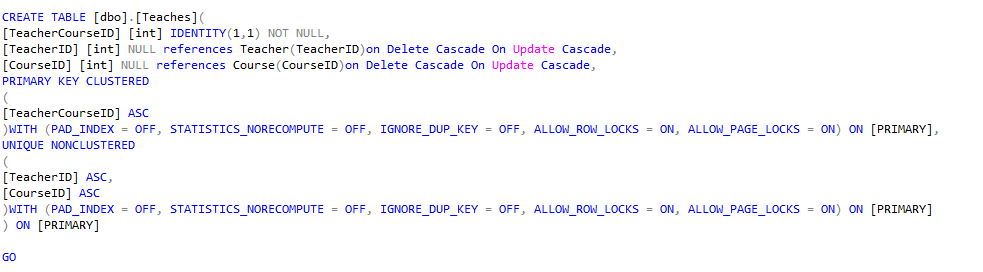 CREATE TABLE [dbo].[Teaches](
[TeacherCourseID] [int] IDENTITY(1,1) NOT NULL,
[TeacherID] [int] NULL references Teacher(TeacherID)on Delete Cascade On Update Cascade,
[CourseID] [int] NULL references Course(CourseID)on Delete Cascade On Update Cascade,
PRIMARY KEY CLUSTERED
(
[TeacherCourseID] ASC
)WITH (PAD_INDEX = OFF, STATISTICS_NORECOMPUTE = OFF, IGNORE_DUP_KEY = OFF, ALLOW_ROW_LOCKS = ON, ALLOW_PAGE_LOCKS = ON) ON [PRIMARY],
UNIQUE NONCLUSTERED
(
[TeacherID] ASC,
[CourseID] ASC
)WITH (PAD_INDEX = OFF, STATISTICS_NORECOMPUTE = OFF, IGNORE_DUP_KEY = OFF, ALLOW_ROW_LOCKS = ON, ALLOW_PAGE_LOCKS = ON) ON [PRIMARY]
) ON [PRIMARY]
GO